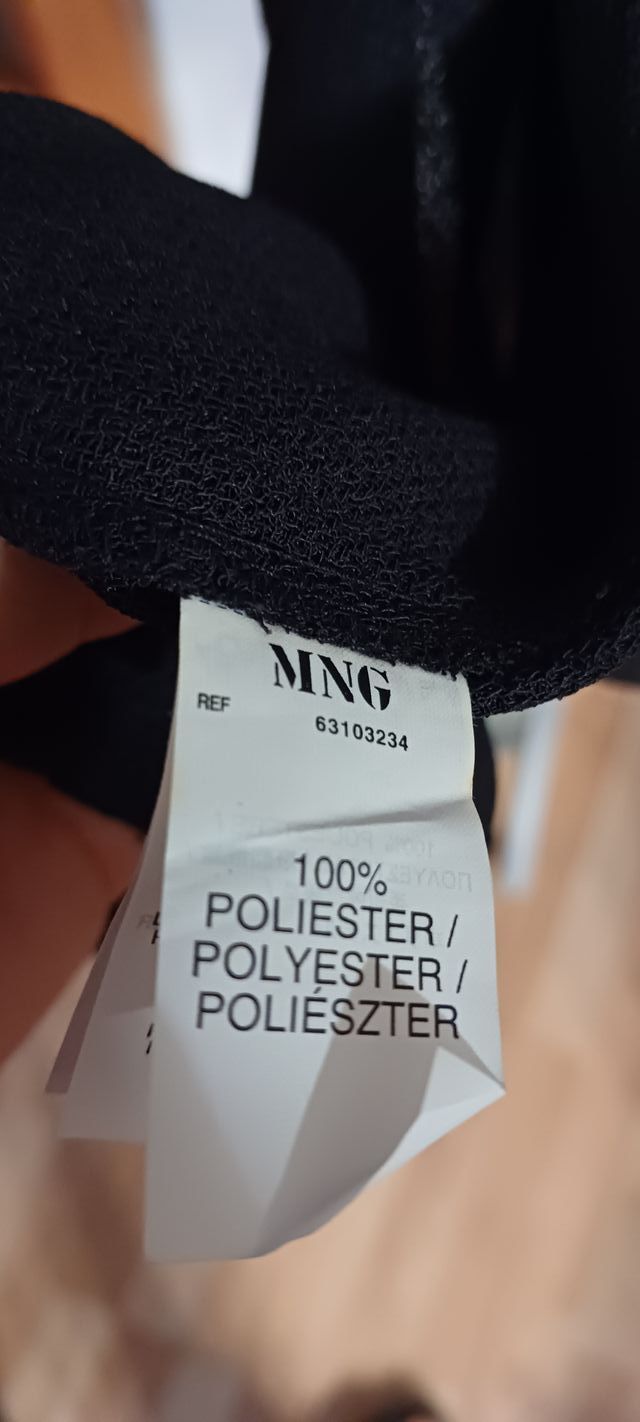 MNG
REF 63103234
100%
POLIESTER /
POLYESTER /
POLIÉSZTER